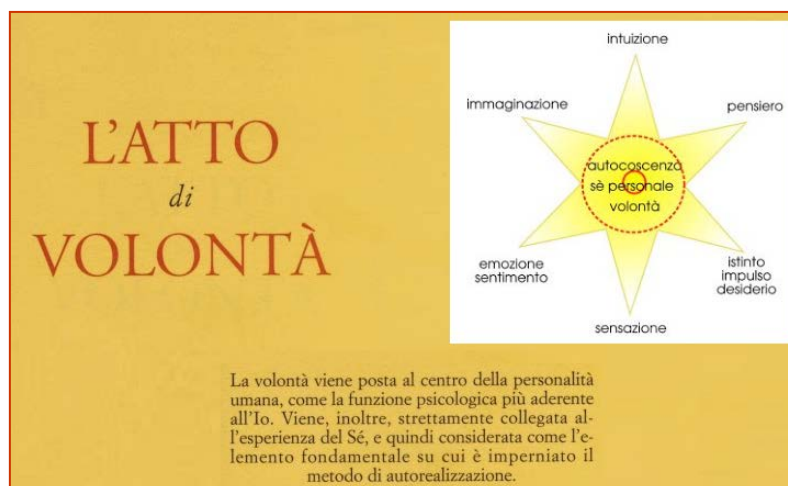 L'ATTO
di
VOLONTÀ
intuizione
immaginazione
pensiero
autocoscenza
sè personale
volontà
emozione
sentimento
istinto
impulso
desiderio
sensazione
La volontà viene posta al centro della personalità
umana, come la funzione psicologica più aderente
all'Io. Viene, inoltre, strettamente collegata al-
l'esperienza del Sé, e quindi considerata come l'e-
lemento fondamentale su cui è imperniato il
metodo di autorealizzazione.